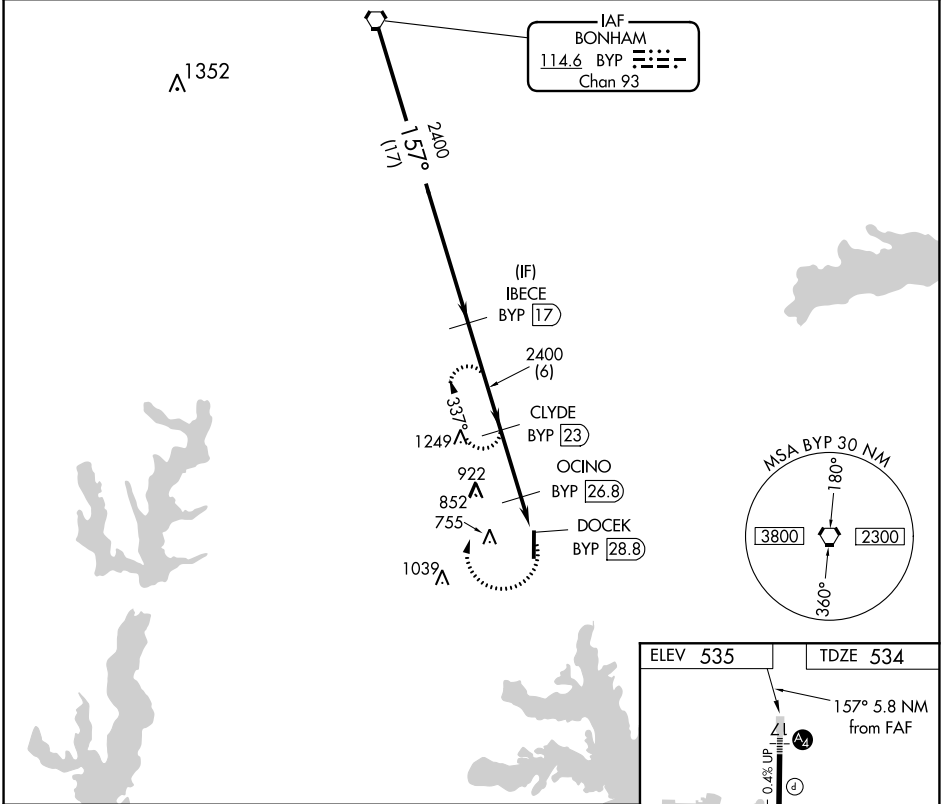 IAF
BONHAM
114.6 BYP
Chan 93
1352
2400
157°
(17)
(IF)
IBECE
BYP 17
2400
(6)
337°
CLYDE
BYP 23
1249
OCINO
BYP 26.8
922
852
755
DOCEK
BYP 28.8
1039
MSA BYP 30 NM
180°
3800
2300
360°
ELEV 535
TDZE 534
157° 5.8 NM
from FAF
17
A4
0.4% UP
P